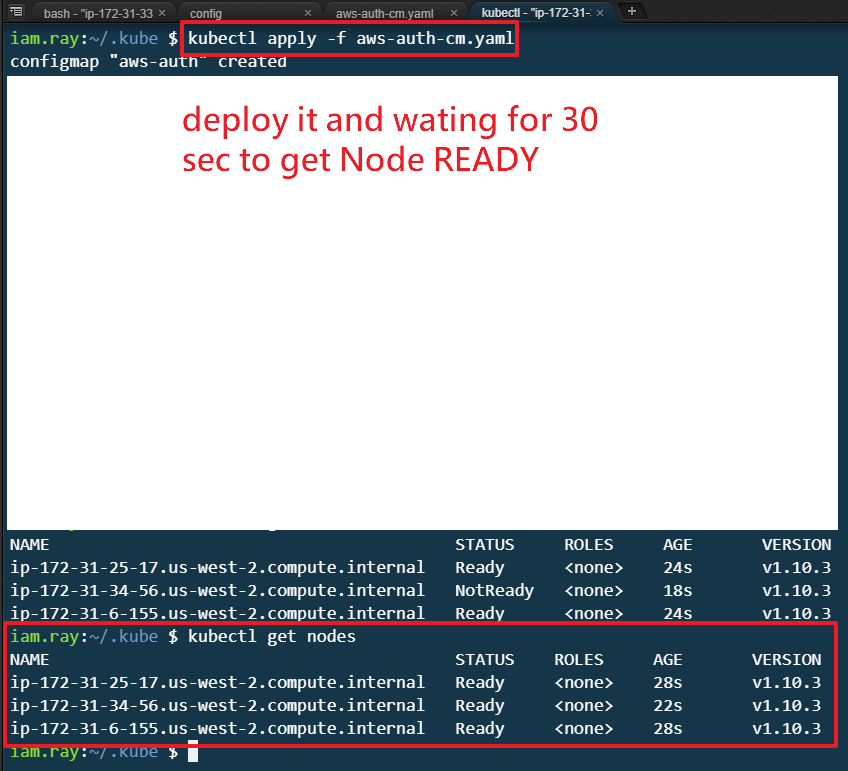 bash - "ip-172-31-33 × config × aws-auth-cm.yaml × kubectl - "ip-172-31-: × +
iam.ray:~/.kube $ kubectl apply -f aws-auth-cm.yaml
configmap "aws-auth" created
deploy it and wating for 30
sec to get Node READY
NAME STATUS ROLES AGE VERSION
ip-172-31-25-17.us-west-2.compute.internal Ready <none> 24s v1.10.3
ip-172-31-34-56.us-west-2.compute.internal NotReady <none> 18s v1.10.3
ip-172-31-6-155.us-west-2.compute.internal Ready <none> 24s v1.10.3
iam.ray:~/.kube $ kubectl get nodes
NAME STATUS ROLES AGE VERSION
ip-172-31-25-17.us-west-2.compute.internal Ready <none> 28s v1.10.3
ip-172-31-34-56.us-west-2.compute.internal Ready <none> 22s v1.10.3
ip-172-31-6-155.us-west-2.compute.internal Ready <none> 28s v1.10.3
iam.ray:~/.kube $